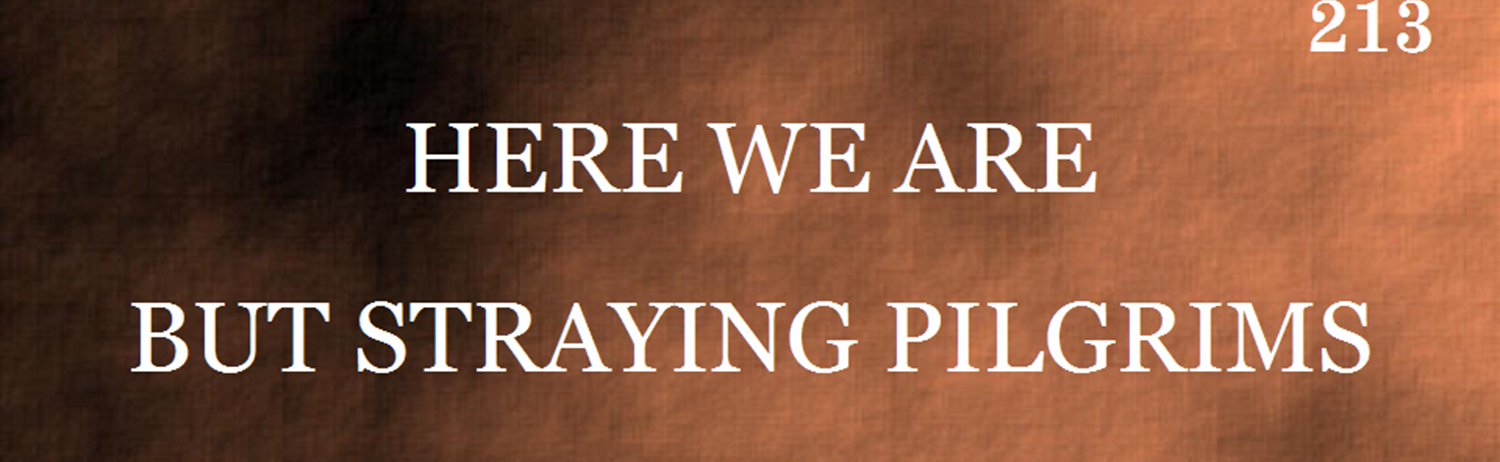 213
HERE WE ARE
BUT STRAYING PILGRIMS